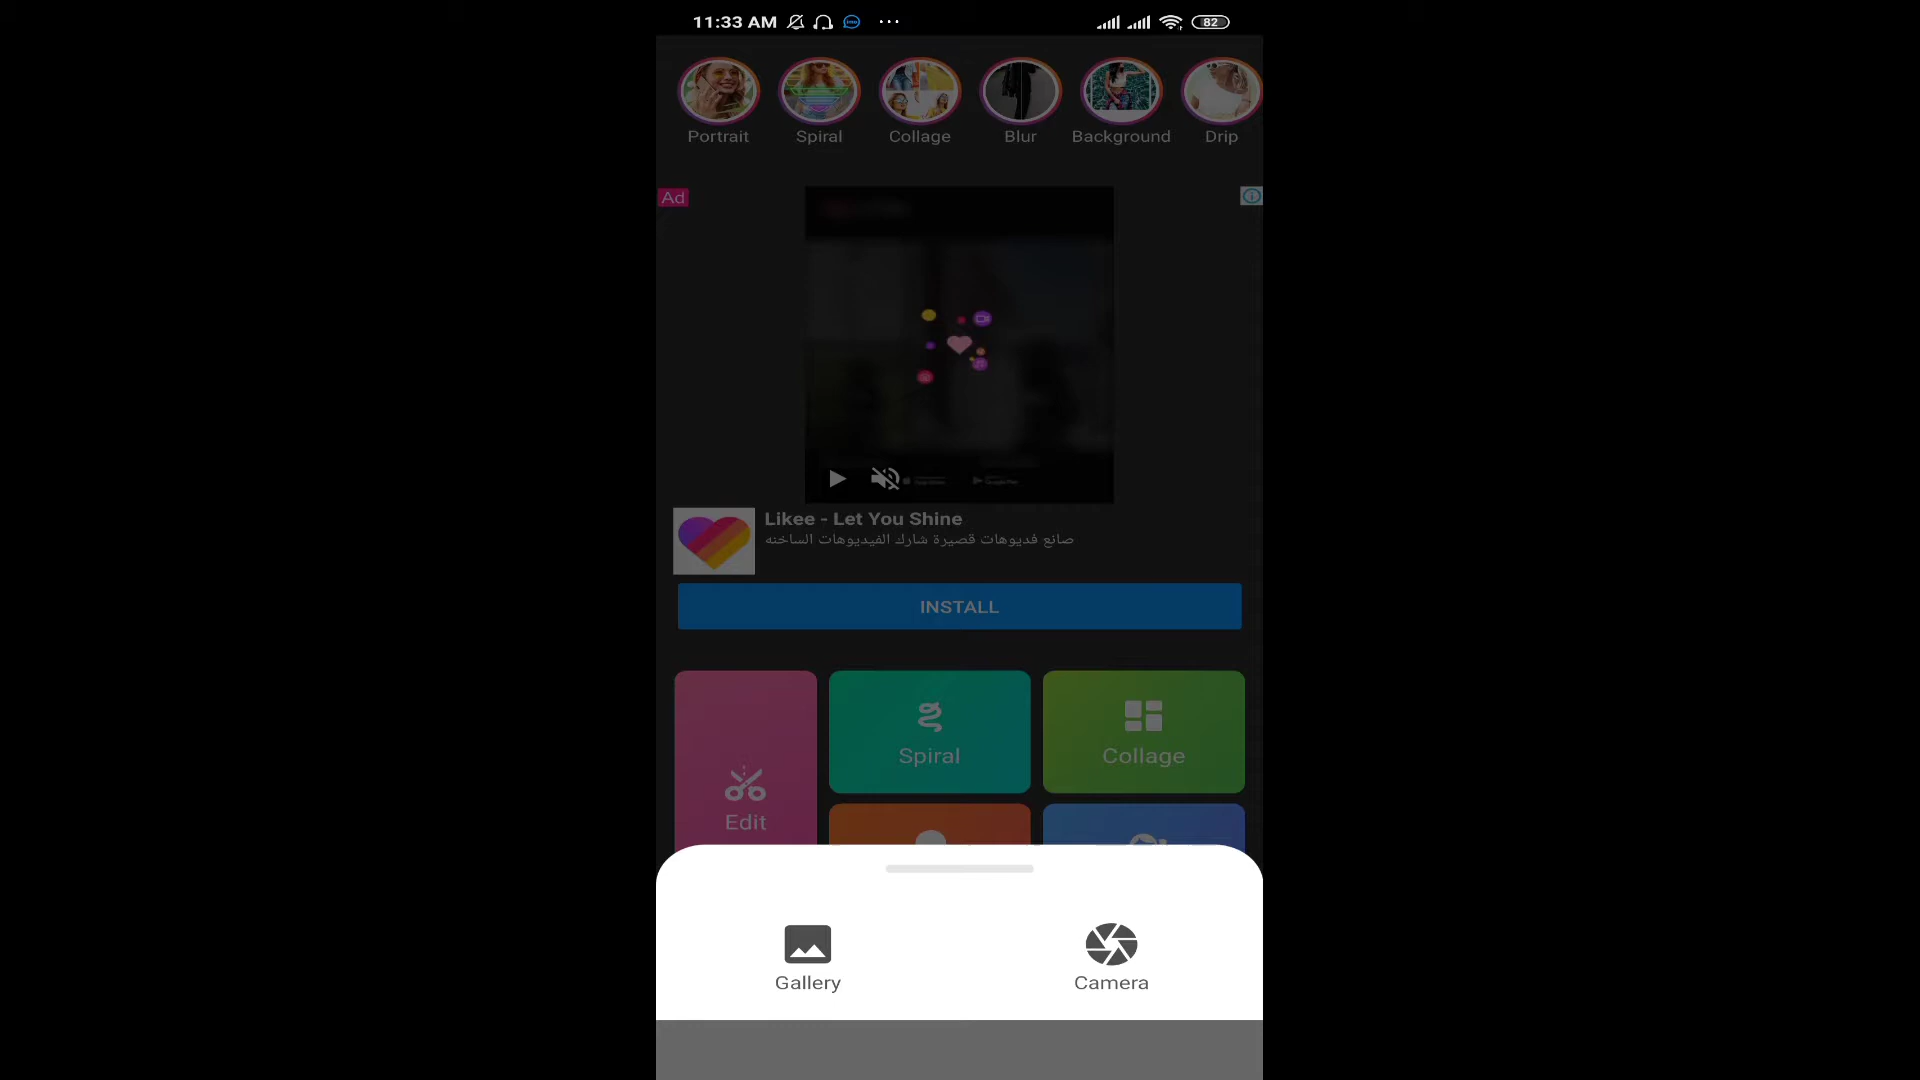 11:33 AM
82
Portrait
Spiral
Collage
Blur
Background
Drip
Ad
Likee - Let You Shine
صانع فديوهات قصيرة شارك الفيديوهات الساخنه
INSTALL
Spiral
Collage
Edit
Gallery
Camera